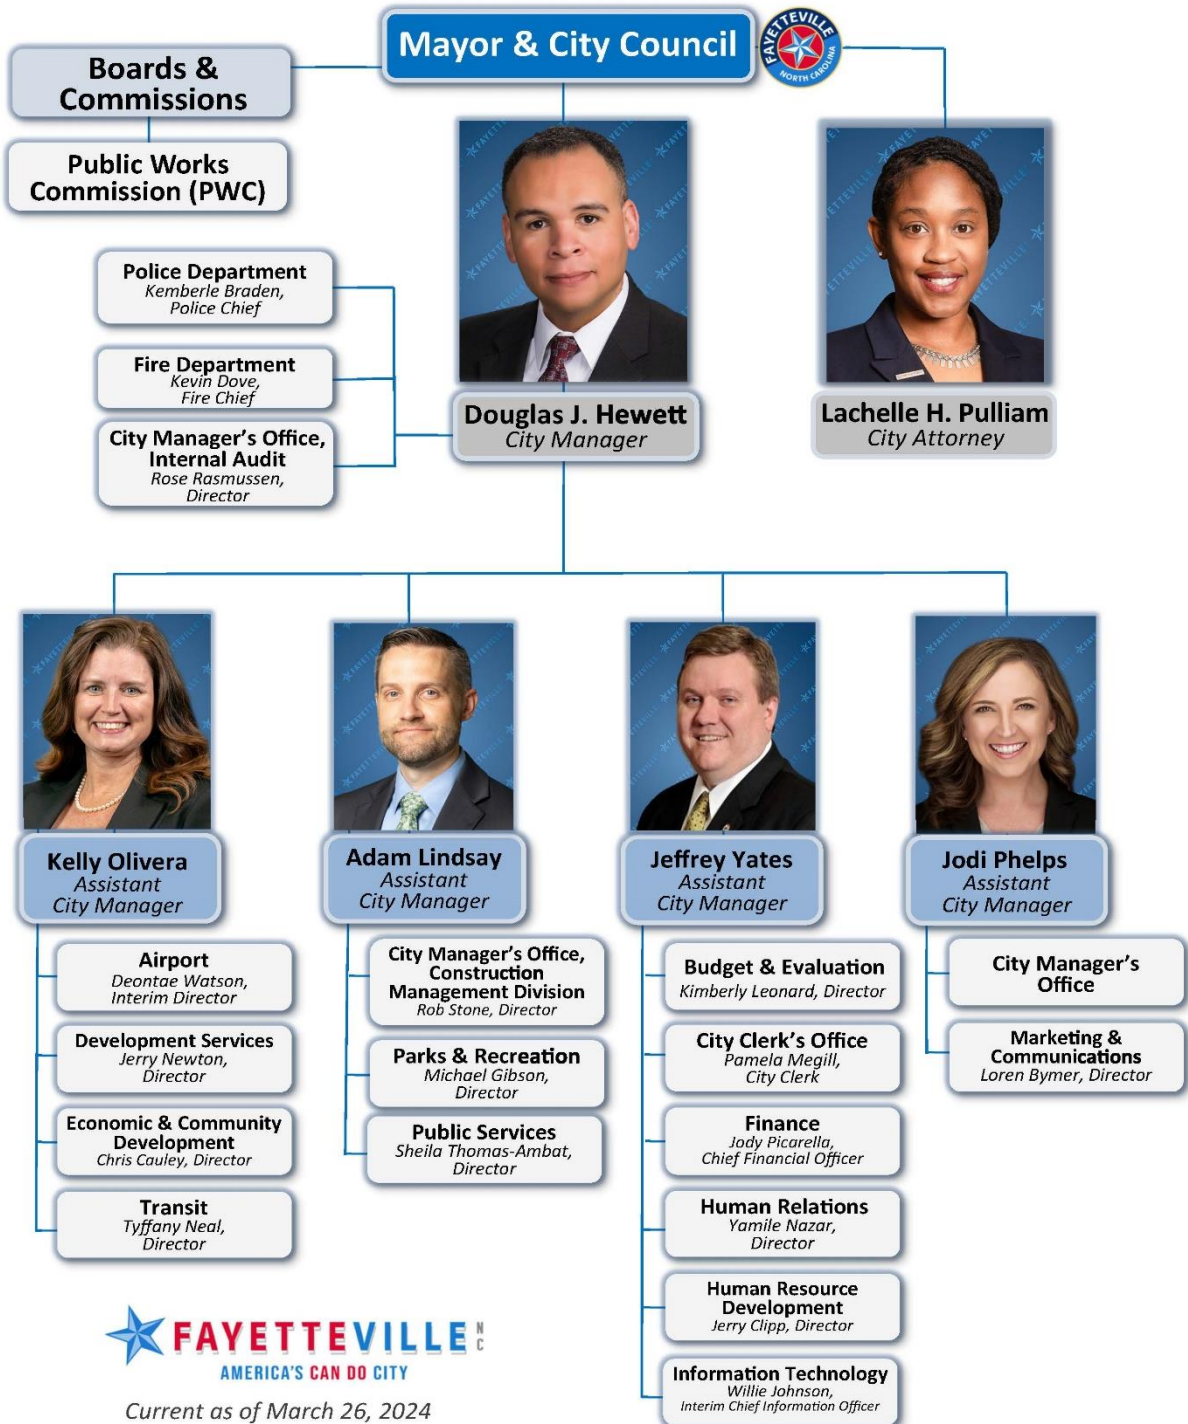 Mayor & City Council
FAYETTEVILLE
NORTH CAROLINA
Boards &
Commissions
Public Works
Commission (PWC)
Police Department
Kemberle Braden,
Police Chief
Fire Department
Kevin Dove,
Fire Chief
City Manager's Office,
Internal Audit
Rose Rasmussen,
Director
Douglas J. Hewett
City Manager
Lachelle H. Pulliam
City Attorney
Kelly Olivera
Assistant
City Manager
Airport
Deontae Watson,
Interim Director
Development Services
Jerry Newton,
Director
Economic & Community
Development
Chris Cauley, Director
Transit
Tyffany Neal,
Director
Adam Lindsay
Assistant
City Manager
City Manager's Office,
Construction
Management Division
Rob Stone, Director
Parks & Recreation
Michael Gibson,
Director
Public Services
Sheila Thomas-Ambat,
Director
Jeffrey Yates
Assistant
City Manager
Budget & Evaluation
Kimberly Leonard, Director
City Clerk's Office
Pamela Megill,
City Clerk
Finance
Jody Picarella,
Chief Financial Officer
Human Relations
Yamile Nazar,
Director
Human Resource
Development
Jerry Clipp, Director
Information Technology
Willie Johnson,
Interim Chief Information Officer
Jodi Phelps
Assistant
City Manager
City Manager's
Office
Marketing &
Communications
Loren Bymer, Director
FAYETTEVILLE NC
AMERICA'S CAN DO CITY
Current as of March 26, 2024